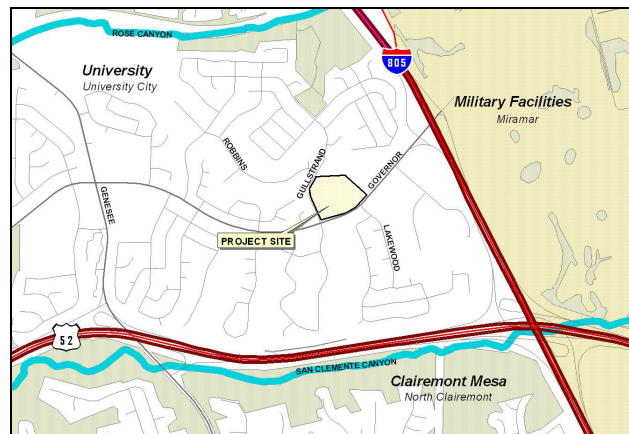 ROSE CANYON
805
University
University City
Military Facilities
Miramar
ROBBINS
GULLSTRAND
GOVERNOR
GENESEE
LAKEWOOD
PROJECT SITE
52
SAN CLEMENTE CANYON
Clairemont Mesa
North Clairemont